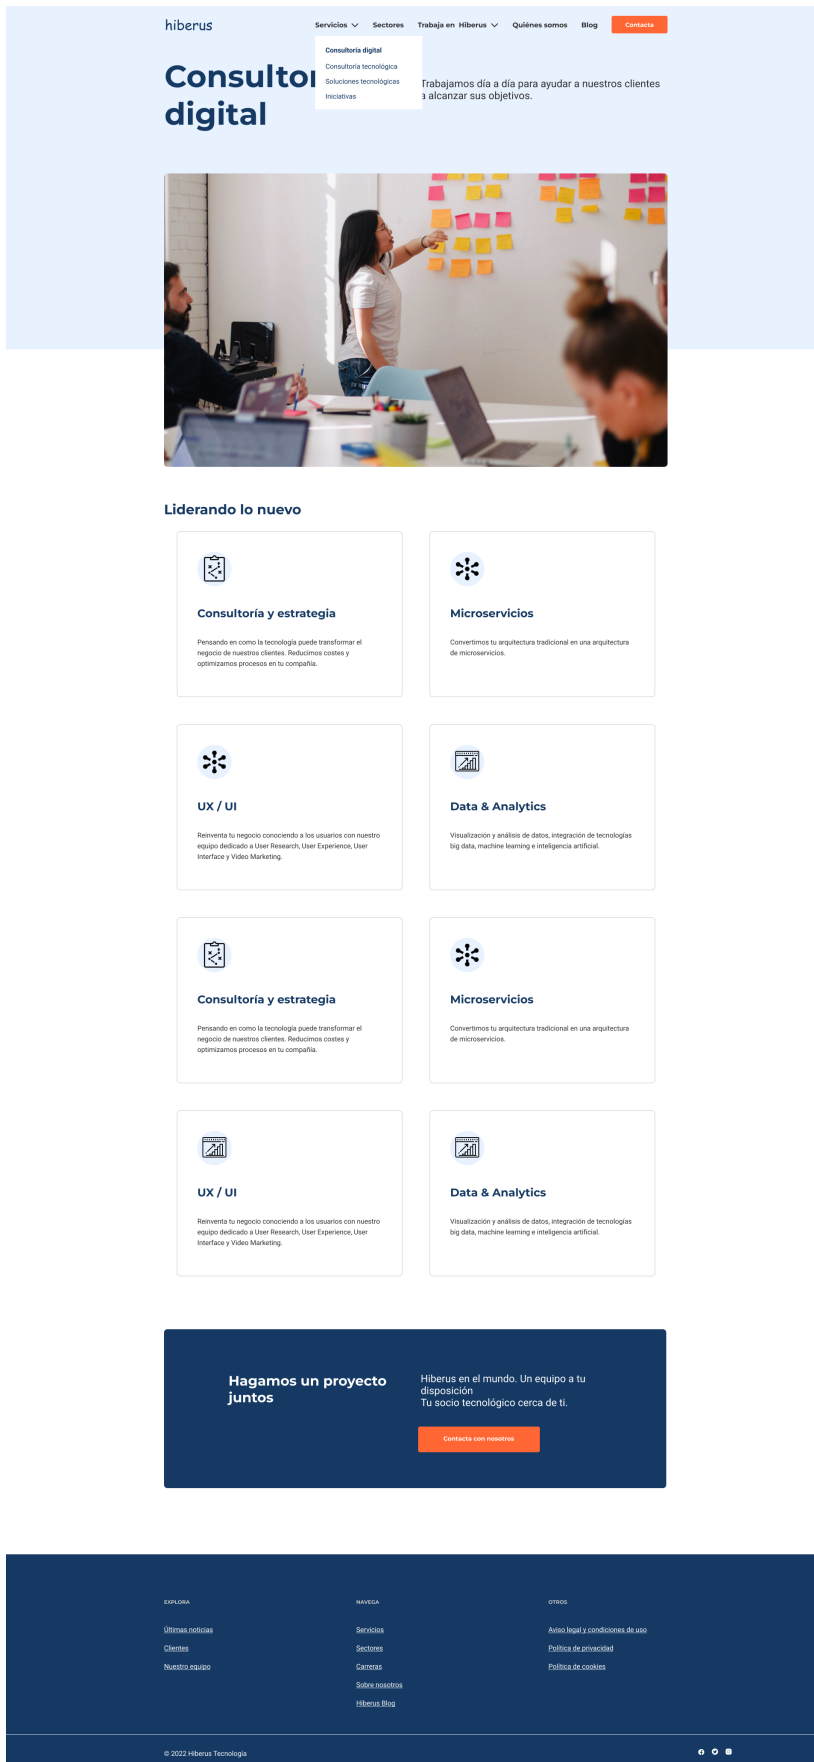 hiberus
Servicios
Sectores
Trabaja en Hiberus
Quiénes somos
Blog
Contacta
Consultoría digital
Consultoría tecnológica
Soluciones tecnológicas
Iniciativas
Consultor
digital
Trabajamos día a día para ayudar a nuestros clientes
a alcanzar sus objetivos.
Liderando lo nuevo
Consultoría y estrategia
Pensando en como la tecnología puede transformar el
negocio de nuestros clientes. Reducimos costes y
optimizamos procesos en tu compañía.
Microservicios
Convertimos tu arquitectura tradicional en una arquitectura
de microservicios.
UX / UI
Reinventa tu negocio conociendo a los usuarios con nuestro
equipo dedicado a User Research, User Experience, User
Interface y Video Marketing.
Data & Analytics
Visualización y análisis de datos, integración de tecnologías
big data, machine learning e inteligencia artificial.
Consultoría y estrategia
Pensando en como la tecnología puede transformar el
negocio de nuestros clientes. Reducimos costes y
optimizamos procesos en tu compañía.
Microservicios
Convertimos tu arquitectura tradicional en una arquitectura
de microservicios.
UX / UI
Reinventa tu negocio conociendo a los usuarios con nuestro
equipo dedicado a User Research, User Experience, User
Interface y Video Marketing.
Data & Analytics
Visualización y análisis de datos, integración de tecnologías
big data, machine learning e inteligencia artificial.
Hagamos un proyecto
juntos
Hiberus en el mundo. Un equipo a tu
disposición
Tu socio tecnológico cerca de ti.
Contacta con nosotros
EXPLORA
Últimas noticias
Clientes
Nuestro equipo
NAVEGA
Servicios
Sectores
Carreras
Sobre nosotros
Hiberus Blog
OTROS
Aviso legal y condiciones de uso
Política de privacidad
Política de cookies
© 2022 Hiberus Tecnología